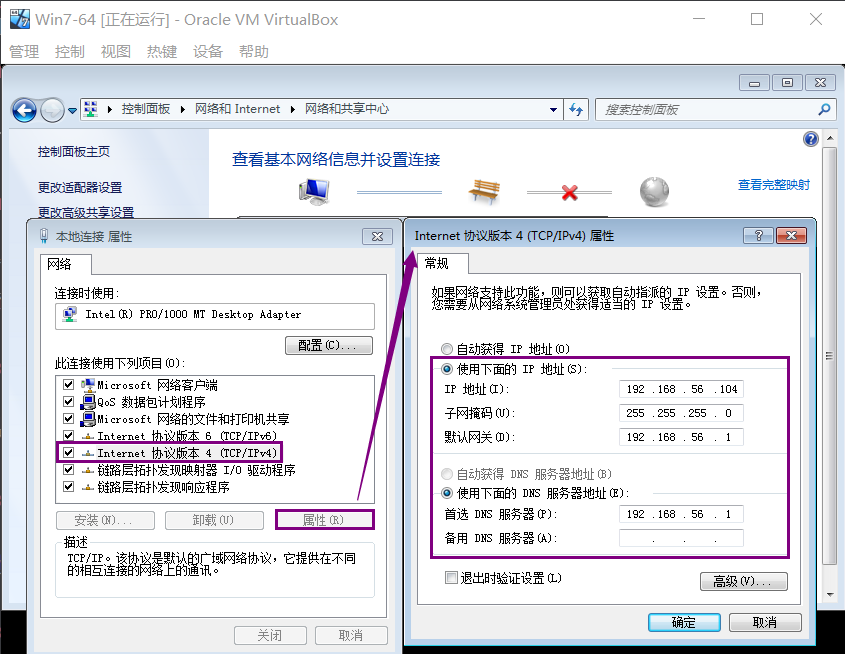 Win7-64 [正在运行] - Oracle VM VirtualBox
管理 控制 视图 热键 设备 帮助
控制面板 网络和 Internet 网络和共享中心
搜索控制面板
控制面板主页
更改适配器设置
更改高级共享设置
查看基本网络信息并设置连接
查看完整映射
本地连接 属性
网络
连接时使用:
Intel(R) PRO/1000 MT Desktop Adapter
配置(C)...
此连接使用下列项目(O):
Microsoft 网络客户端
QoS 数据包计划程序
Microsoft 网络的文件和打印机共享
Internet 协议版本 6 (TCP/IPv6)
Internet 协议版本 4 (TCP/IPv4)
链路层拓扑发现映射器 I/O 驱动程序
链路层拓扑发现响应程序
安装(N)... 卸载(U) 属性(R)
描述
TCP/IP。该协议是默认的广域网络协议，它提供在不同
的相互连接的网络上的通讯。
关闭 取消
Internet 协议版本 4 (TCP/IPv4) 属性
常规
如果网络支持此功能，则可以获取自动指派的 IP 设置。否则，
您需要从网络系统管理员处获得适当的 IP 设置。
自动获得 IP 地址(O)
使用下面的 IP 地址(S):
IP 地址(I): 192 .168 .56 .104
子网掩码(U): 255 .255 .255 . 0
默认网关(D): 192 .168 .56 . 1
自动获得 DNS 服务器地址(B)
使用下面的 DNS 服务器地址(E):
首选 DNS 服务器(P): 192 .168 .56 . 1
备用 DNS 服务器(A): . . .
退出时验证设置(L)
高级(V)...
确定 取消